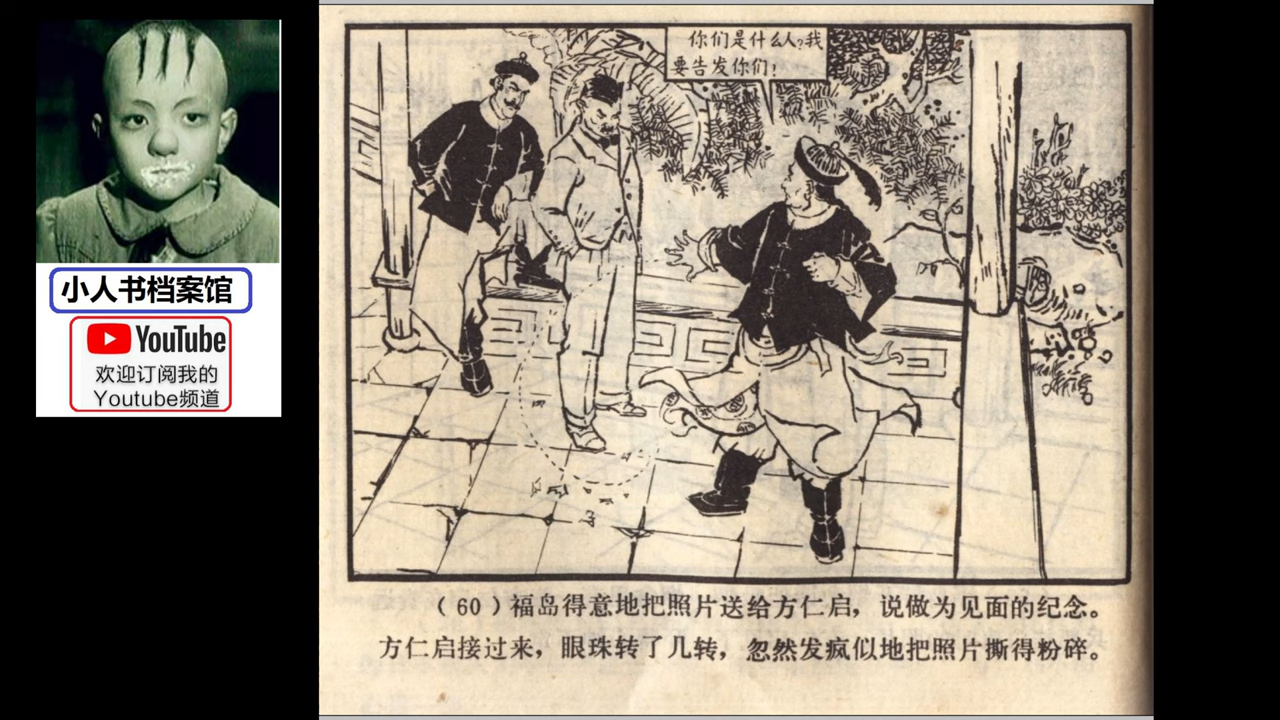 小人书档案馆
YouTube
欢迎订阅我的
Youtube频道
你们是什么人?我
要告发你们!
(60)福岛得意地把照片送给方仁启,说做为见面的纪念。
方仁启接过来,眼珠转了几转,忽然发疯似地把照片撕得粉碎。